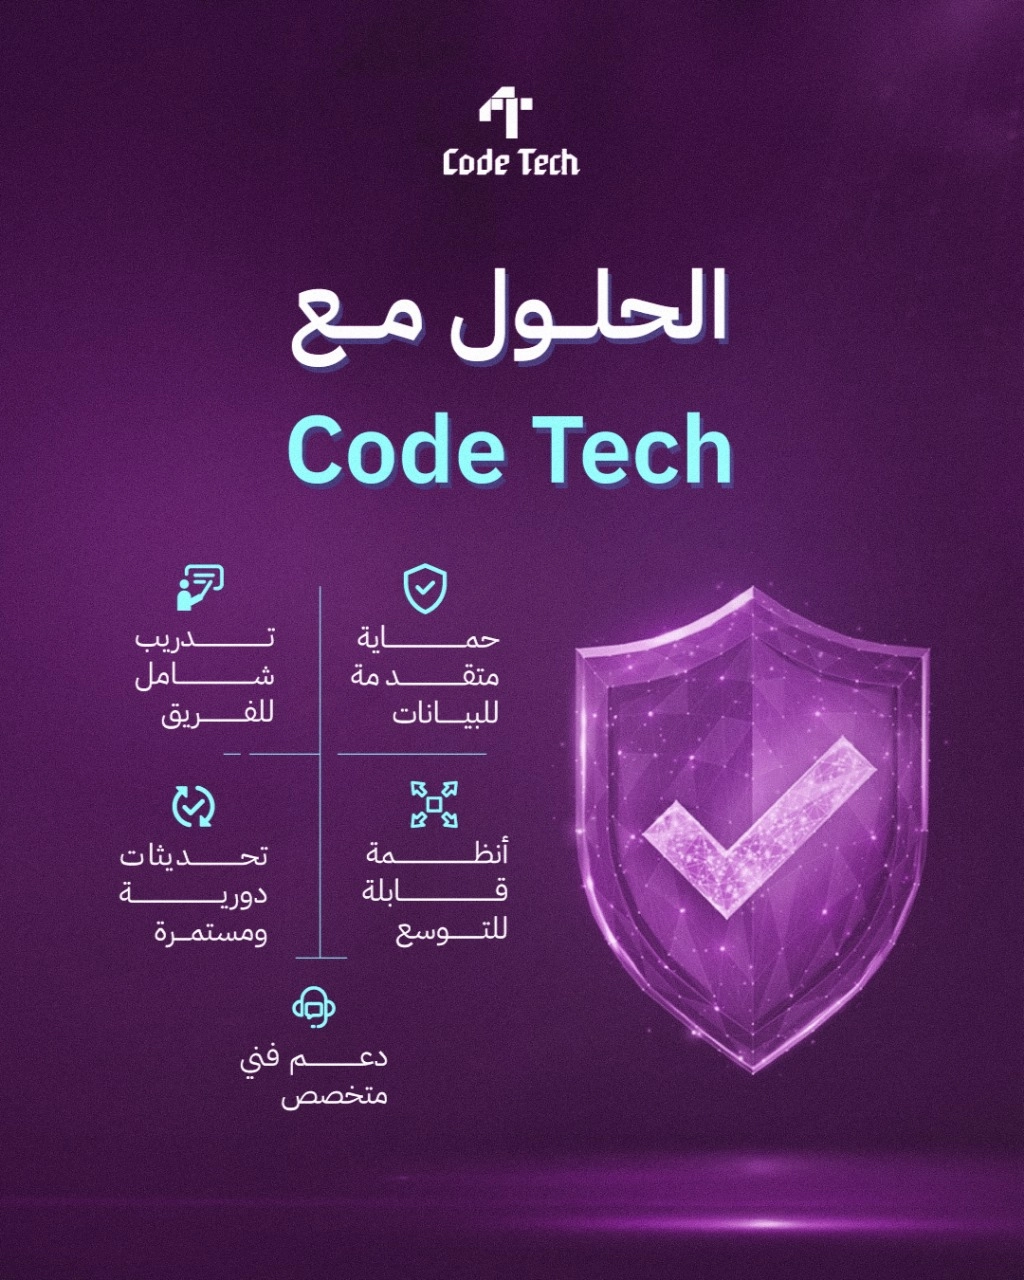 Code Tech
الحلول مع
Code Tech
حماية
متقدمة
للبيانات
تدريب
شامل
للفريق
أنظمة
قابلة
للتوسع
تحديثات
دورية
ومستمرة
دعم فني
متخصص